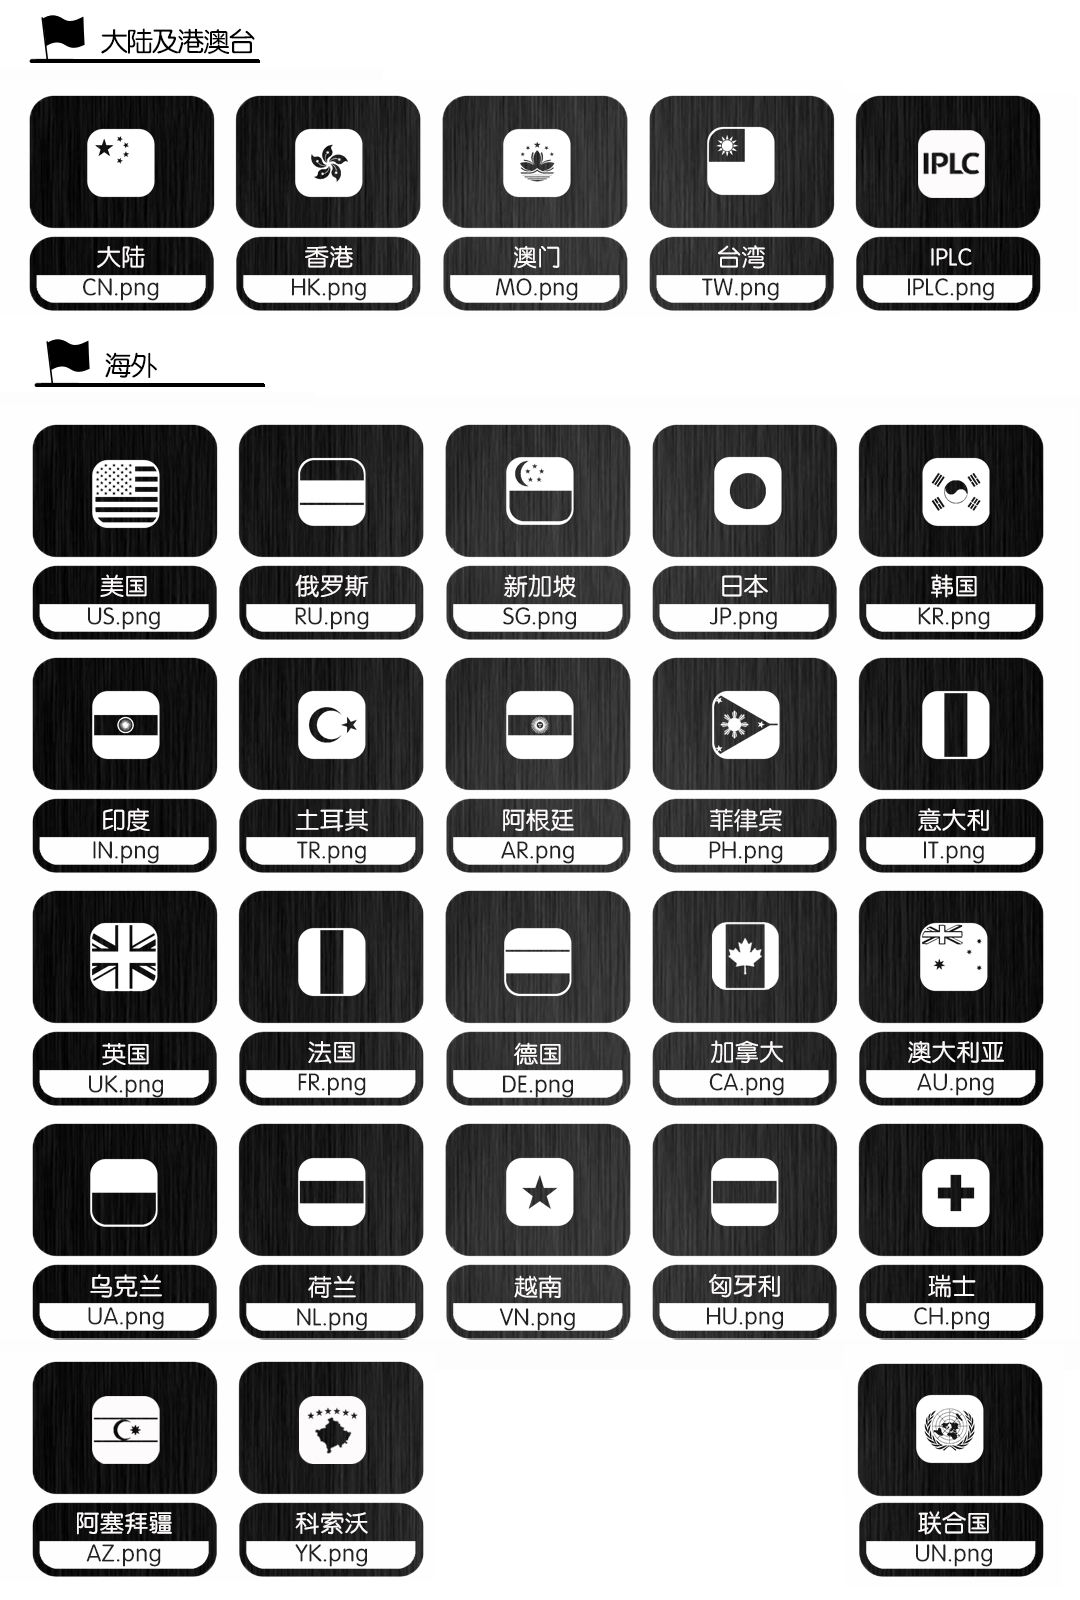 大陆及港澳台
IPLC
大陆
CN.png
香港
HK.png
澳门
MO.png
台湾
TW.png
IPLC
IPLC.png
海外
美国
US.png
俄罗斯
RU.png
新加坡
SG.png
日本
JP.png
韩国
KR.png
印度
IN.png
土耳其
TR.png
阿根廷
AR.png
菲律宾
PH.png
意大利
IT.png
英国
UK.png
法国
FR.png
德国
DE.png
加拿大
CA.png
澳大利亚
AU.png
乌克兰
UA.png
荷兰
NL.png
越南
VN.png
匈牙利
HU.png
瑞士
CH.png
阿塞拜疆
AZ.png
科索沃
YK.png
联合国
UN.png